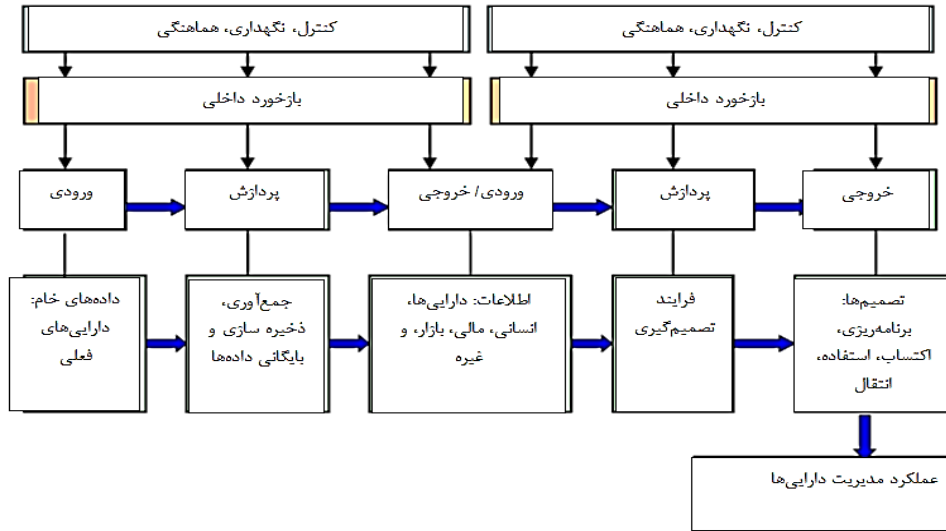 کنترل، نگهداری، هماهنگی
کنترل، نگهداری، هماهنگی
بازخورد داخلی
بازخورد داخلی
ورودی
پردازش
ورودی/ خروجی
پردازش
خروجی
داده‌های خام:
دارایی‌های
فعلی
جمع‌آوری،
ذخیره سازی و
بایگانی داده‌ها
اطلاعات: دارایی‌ها،
انسانی، مالی، بازار، و
غیره
فرایند
تصمیم‌گیری
تصمیم‌ها:
برنامه‌ریزی،
اکتساب، استفاده،
انتقال
عملکرد مدیریت دارایی‌ها